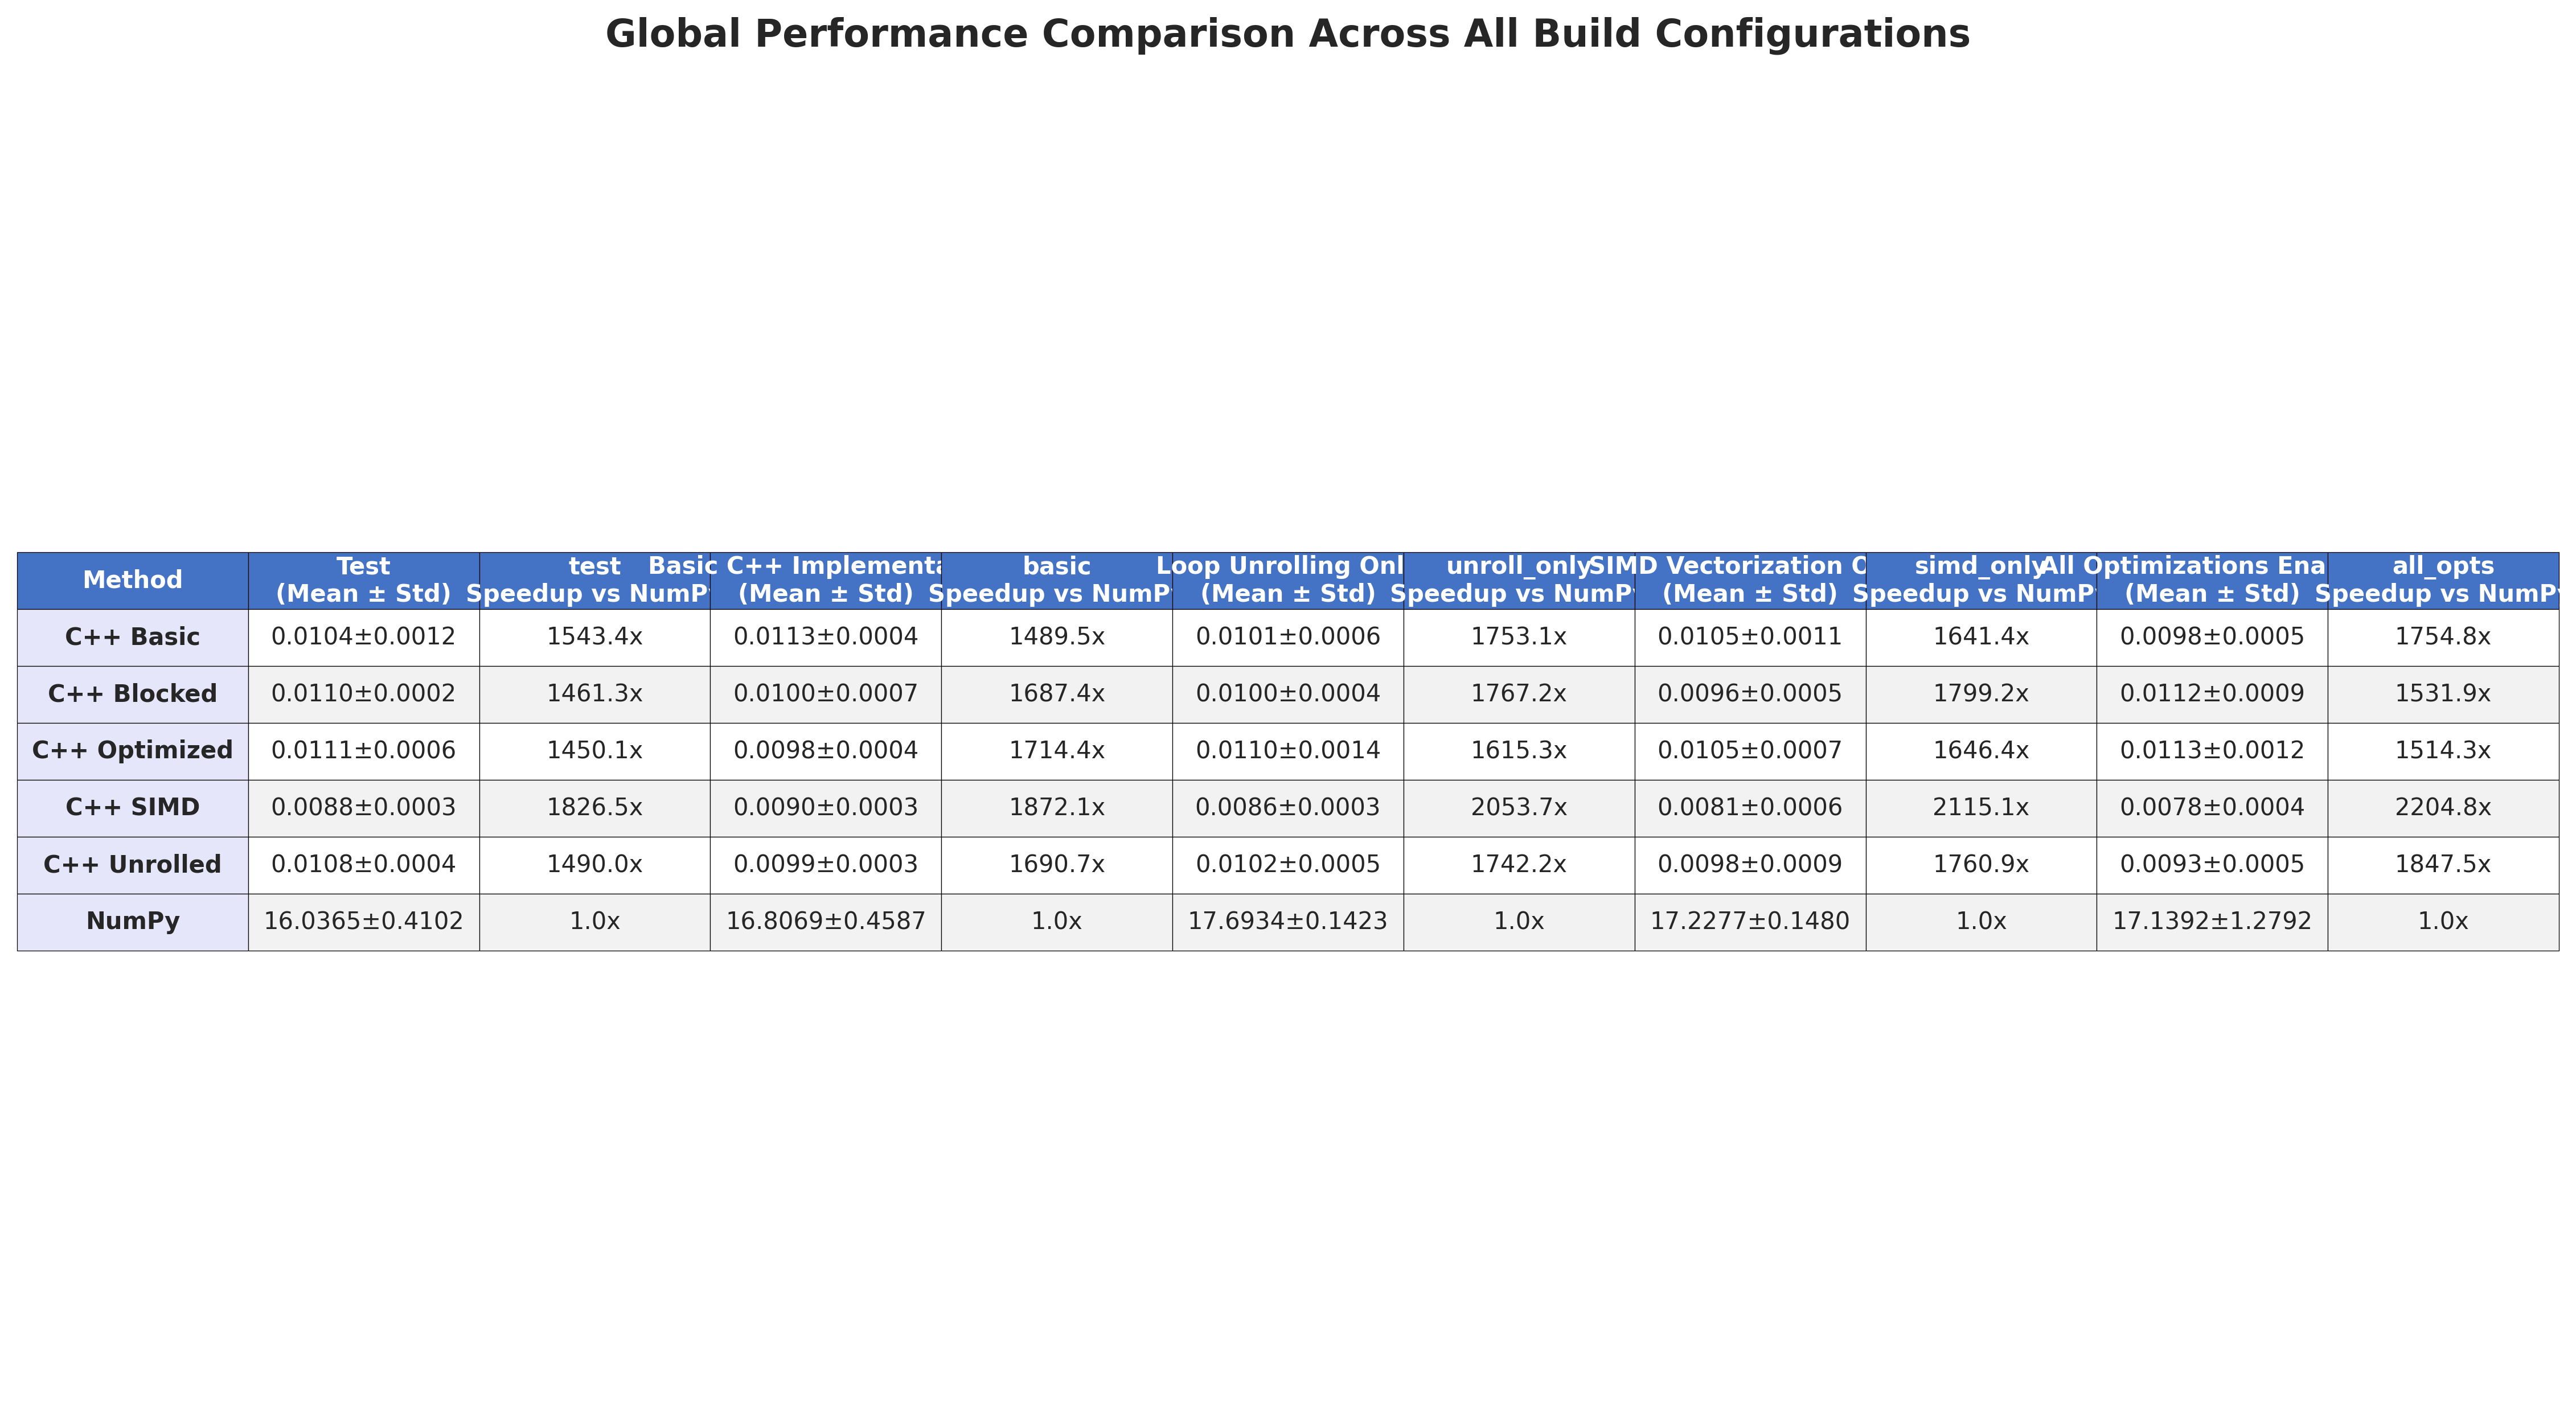 Global Performance Comparison Across All Build Configurations
Method Test test Basic C++ Implementa basic Loop Unrolling Onl unroll_only SIMD Vectorization O simd_only All Optimizations Ena all_opts
(Mean ± Std) Speedup vs NumP (Mean ± Std) Speedup vs NumP (Mean ± Std) Speedup vs NumPy (Mean ± Std) Speedup vs NumP (Mean ± Std) Speedup vs NumPy
C++ Basic 0.0104±0.0012 1543.4x 0.0113±0.0004 1489.5x 0.0101±0.0006 1753.1x 0.0105±0.0011 1641.4x 0.0098±0.0005 1754.8x
C++ Blocked 0.0110±0.0002 1461.3x 0.0100±0.0007 1687.4x 0.0100±0.0004 1767.2x 0.0096±0.0005 1799.2x 0.0112±0.0009 1531.9x
C++ Optimized 0.0111±0.0006 1450.1x 0.0098±0.0004 1714.4x 0.0110±0.0014 1615.3x 0.0105±0.0007 1646.4x 0.0113±0.0012 1514.3x
C++ SIMD 0.0088±0.0003 1826.5x 0.0090±0.0003 1872.1x 0.0086±0.0003 2053.7x 0.0081±0.0006 2115.1x 0.0078±0.0004 2204.8x
C++ Unrolled 0.0108±0.0004 1490.0x 0.0099±0.0003 1690.7x 0.0102±0.0005 1742.2x 0.0098±0.0009 1760.9x 0.0093±0.0005 1847.5x
NumPy 16.0365±0.4102 1.0x 16.8069±0.4587 1.0x 17.6934±0.1423 1.0x 17.2277±0.1480 1.0x 17.1392±1.2792 1.0x